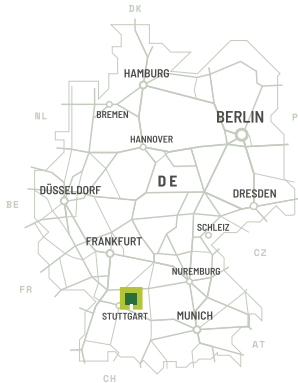 DK
HAMBURG
BREMEN
NL
BERLIN
P
HANNOVER
DE
DÜSSELDORF
DRESDEN
BE
SCHLEIZ
FRANKFURT
CZ
NUREMBURG
FR
STUTTGART
MUNICH
AT
CH